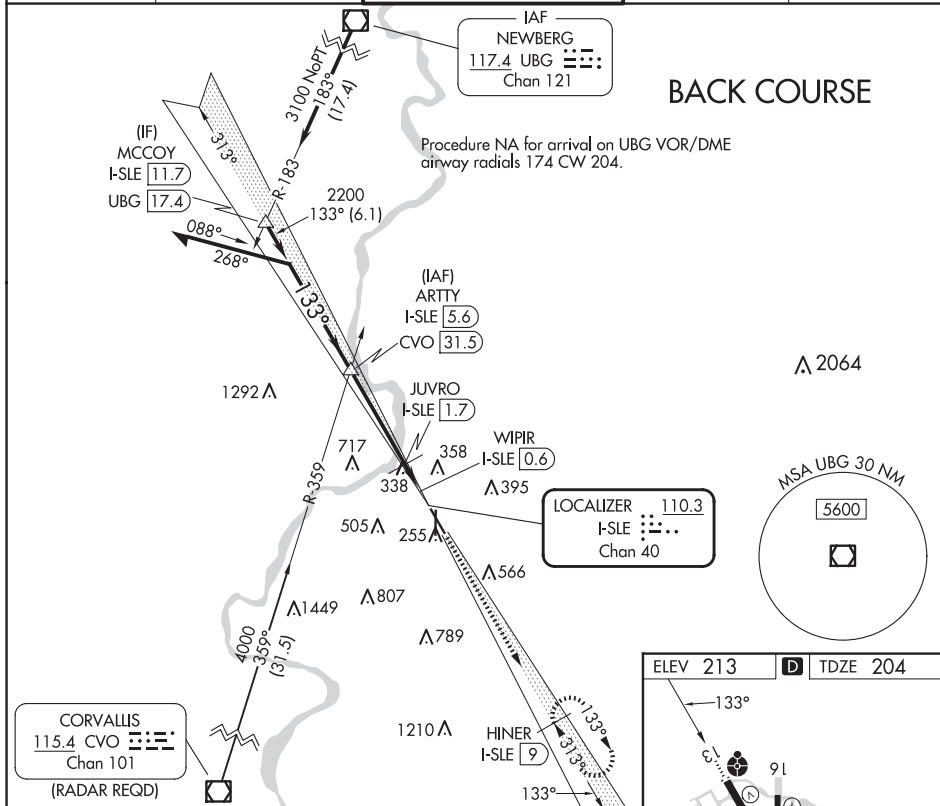 IAF
NEWBERG
117.4 UBG
Chan 121
BACK COURSE
3100 NoPT
183°
(17.4)
Procedure NA for arrival on UBG VOR/DME
airway radials 174 CW 204.
(IF)
MCCOY
I-SLE 11.7
UBG 17.4
313°
R-183
2200
133° (6.1)
088°
268°
133°
(IAF)
ARTTY
I-SLE 5.6
CVO 31.5
2064
1292
JUVRO
I-SLE 1.7
WIPIR
I-SLE 0.6
717
358
338
395
MSA UBG 30 NM
5600
R-359
505
255
LOCALIZER 110.3
I-SLE
Chan 40
566
1449
807
789
4000
359°
(31.5)
ELEV 213 D TDZE 204
133°
CORVALLIS
115.4 CVO
Chan 101
(RADAR REQD)
1210
HINER
I-SLE 9
133°
313°
133°
13
16